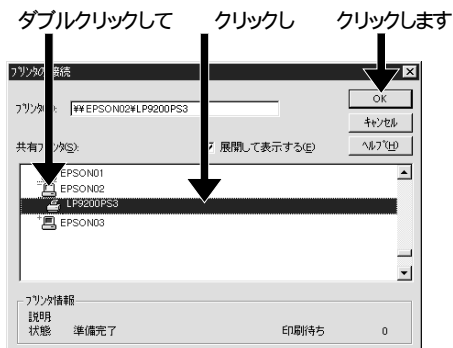 ダブルクリックして　クリックし　クリックします
プリンタの接続
プリンタ(P): ¥¥EPSON02¥LP9200PS3
OK
キャンセル
共有プリンタ(S): 展開して表示する(E) ヘルプ(H)
EPSON01
EPSON02
LP9200PS3
EPSON03
プリンタ情報
説明
状態 準備完了 印刷待ち 0